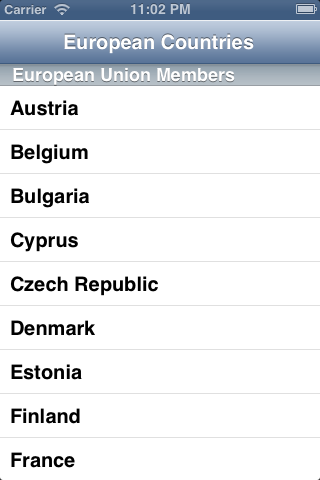 Carrier 11:02 PM
European Countries
European Union Members
Austria
Belgium
Bulgaria
Cyprus
Czech Republic
Denmark
Estonia
Finland
France